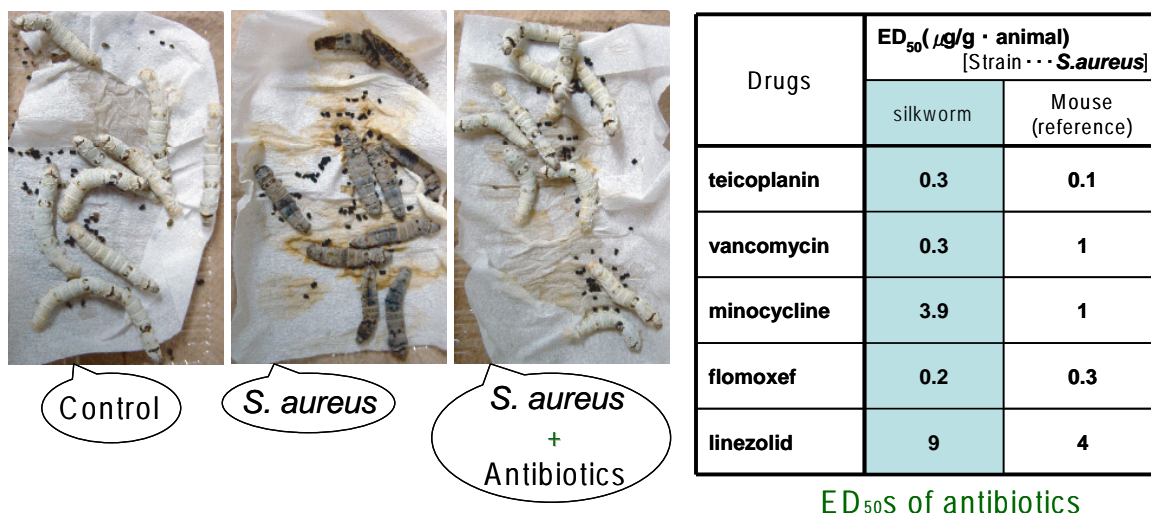 Control
S. aureus
S. aureus
+
Antibiotics
Drugs
ED50(μg/g・animal)
[Strain・・・S.aureus]
silkworm
Mouse
(reference)
teicoplanin 0.3 0.1
vancomycin 0.3 1
minocycline 3.9 1
flomoxef 0.2 0.3
linezolid 9 4
ED50s of antibiotics